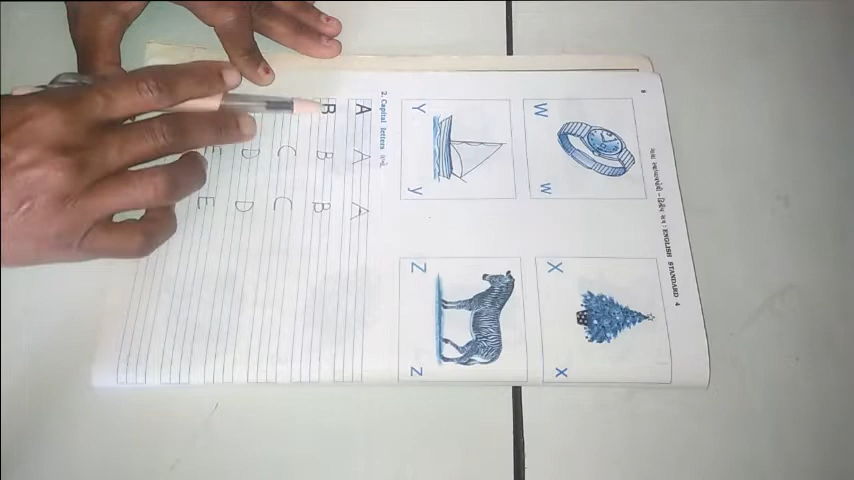 ENGLISH STANDARD 4
W W
X X
Y y
Z Z
2. Capital letters
A A A
B B B
C C
D D
E E